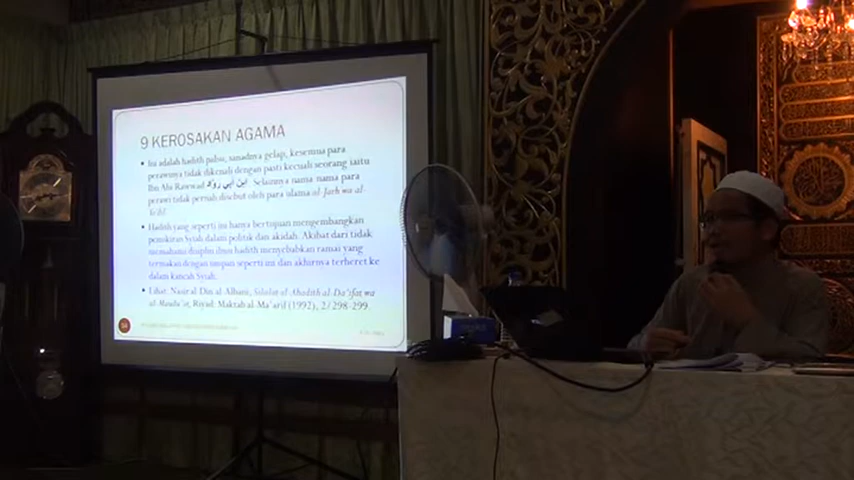 9 KEROSAKAN AGAMA
• Ini adalah hadith palsu, sanadnya gelap, kesemua para
perawinya tidak dikenali dengan pasti kecuali seorang iaitu
Ibn Abi Rawwad ابن أبي رواد. Selainnya nama-nama para
perawi tidak pernah disebut oleh para ulama al-Jarh wa al-
Ta'dil.
• Hadith yang seperti ini hanya bertujuan mengembangkan
pemikiran Syiah dalam politik dan akidah. Akibat dari tidak
memahami disiplin ilmu hadith menyebabkan ramai yang
termakan dengan umpan seperti ini dan akhirnya terheret ke
dalam kancah Syiah.
• Lihat: Nasir al-Din al-Albani, Silsilat al-Ahadith al-Da'ifat wa
al-Maudu'at, Riyad: Maktab al-Ma'arif (1992), 2/298-299.